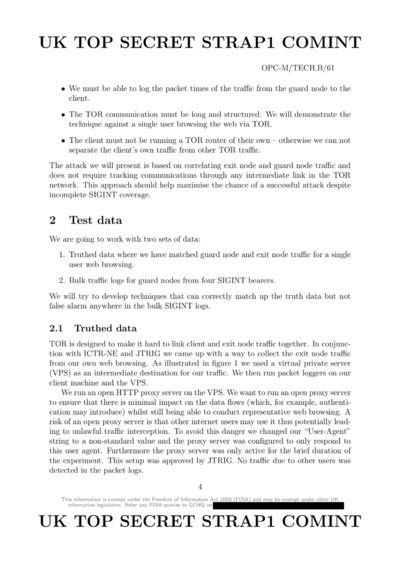 UK TOP SECRET STRAP1 COMINT
OPC-M/TECH.B/61
• We must be able to log the packet times of the traffic from the guard node to the
client.
• The TOR communication must be long and structured. We will demonstrate the
technique against a single user browsing the web via TOR.
• The client must not be running a TOR router of their own – otherwise we can not
separate the client's own traffic from other TOR traffic.
The attack we will present is based on correlating exit node and guard node traffic and
does not require tracking communications through any intermediate link in the TOR
network. This approach should help maximise the chance of a successful attack despite
incomplete SIGINT coverage.
2 Test data
We are going to work with two sets of data:
1. Truthed data where we have matched guard node and exit node traffic for a single
user web browsing.
2. Bulk traffic logs for guard nodes from four SIGINT bearers.
We will try to develop techniques that can correctly match up the truth data but not
false alarm anywhere in the bulk SIGINT logs.
2.1 Truthed data
TOR is designed to make it hard to link client and exit node traffic together. In conjunc-
tion with ICTR-NE and JTRIG we came up with a way to collect the exit node traffic
from our own web browsing. As illustrated in figure 1 we used a virtual private server
(VPS) as an intermediate destination for our traffic. We then run packet loggers on our
client machine and the VPS.
We run an open HTTP proxy server on the VPS. We want to run an open proxy server
to ensure that there is minimal impact on the data flows (which, for example, authenti-
cation may introduce) whilst still being able to conduct representative web browsing. A
risk of an open proxy server is that other internet users may use it thus potentially lead-
ing to unlawful traffic interception. To avoid this danger we changed our "User-Agent"
string to a non-standard value and the proxy server was configured to only respond to
this user agent. Furthermore the proxy server was only active for the brief duration of
the experiment. This setup was approved by JTRIG. No traffic due to other users was
detected in the packet logs.
4
This information is exempt under the Freedom of Information Act 2000 (FOIA) and may be exempt under other UK
information legislation. Refer any FOIA queries to GCHQ on
UK TOP SECRET STRAP1 COMINT